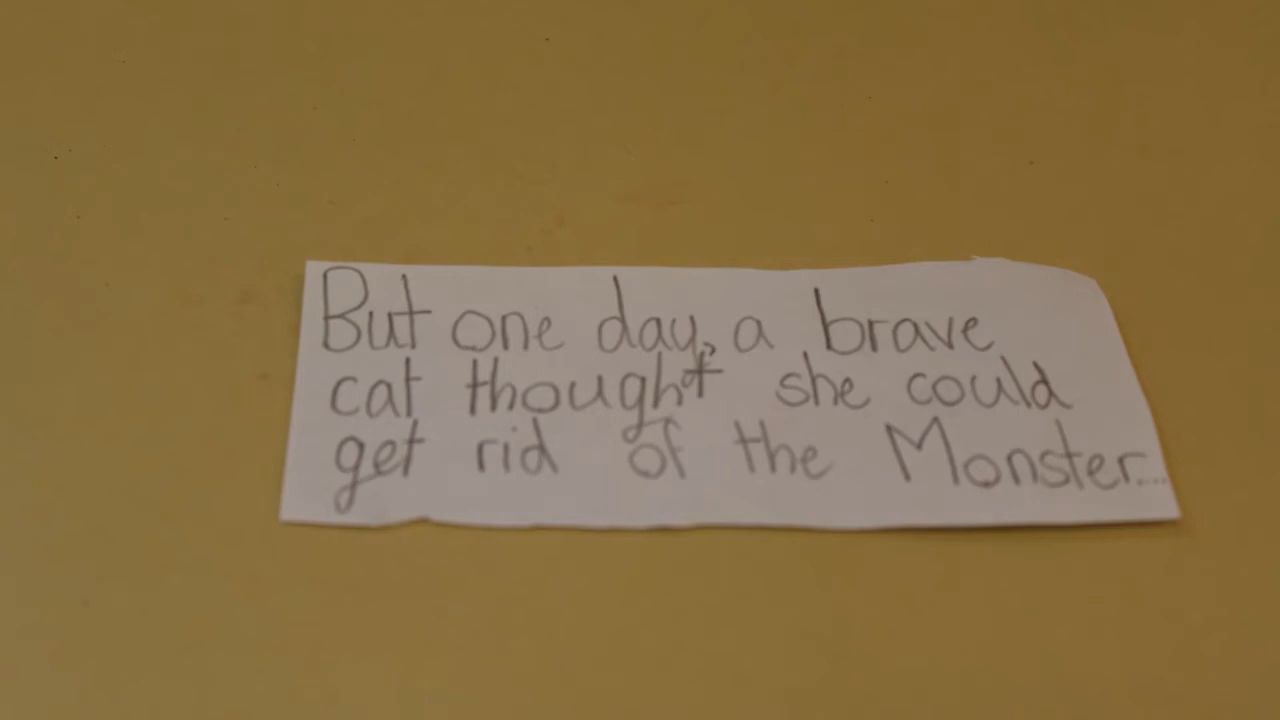 But one day, a brave
cat thought she could
get rid of the Monster...